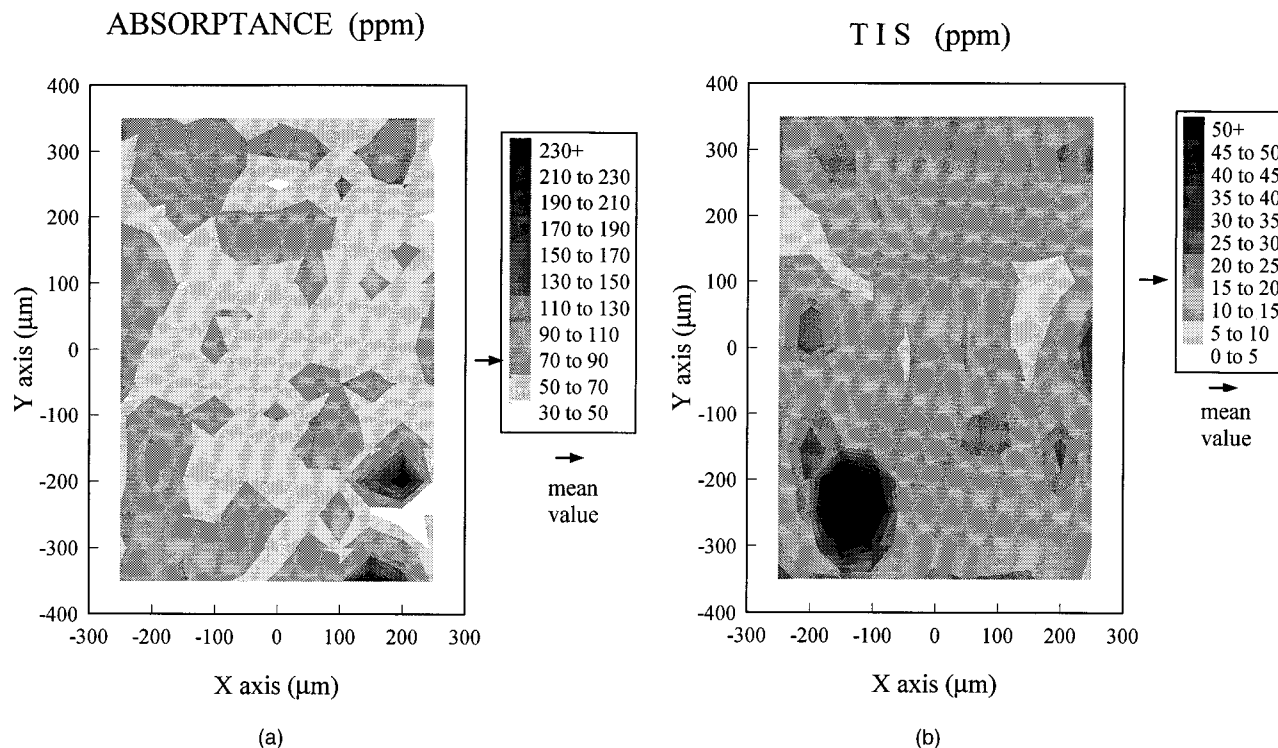 ABSORPTANCE (ppm)
400
300
200
100
0
-100
-200
-300
-400
Y axis (μm)
-300 -200 -100 0 100 200 300
X axis (μm)
(a)
230+
210 to 230
190 to 210
170 to 190
150 to 170
130 to 150
110 to 130
90 to 110
70 to 90
50 to 70
30 to 50
mean
value
T I S (ppm)
400
300
200
100
0
-100
-200
-300
-400
Y axis (μm)
-300 -200 -100 0 100 200 300
X axis (μm)
(b)
50+
45 to 50
40 to 45
35 to 40
30 to 35
25 to 30
20 to 25
15 to 20
10 to 15
5 to 10
0 to 5
mean
value